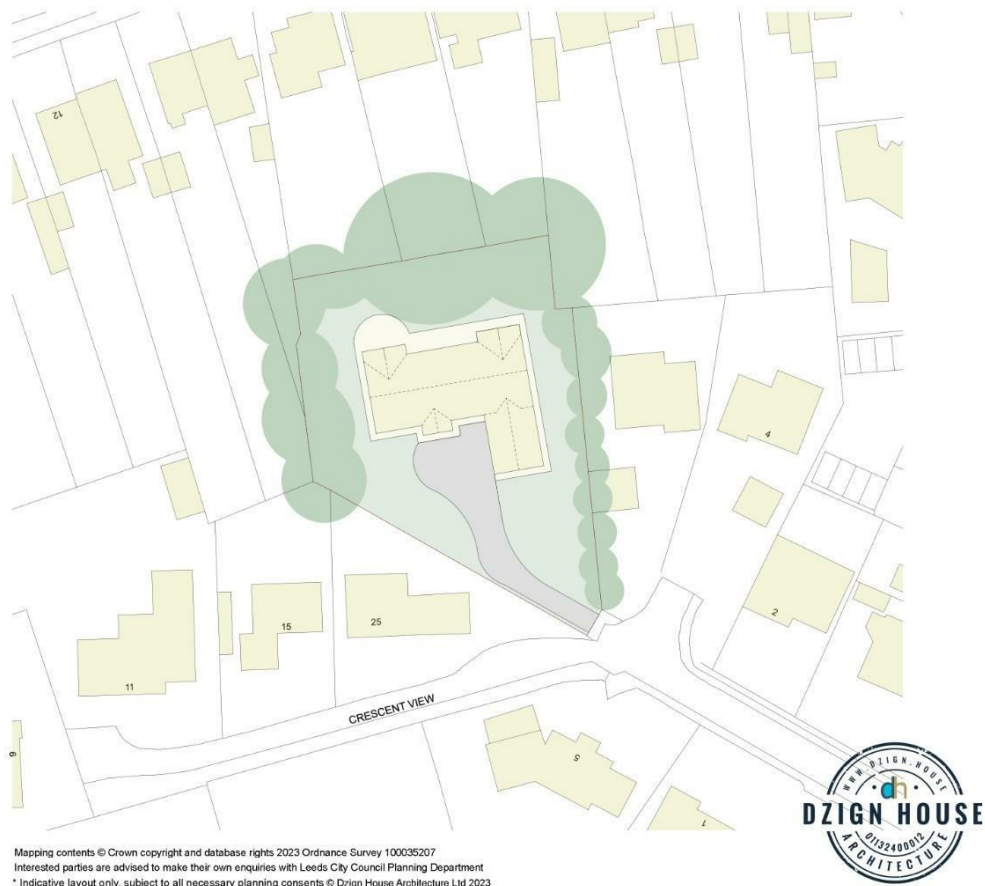 12
4
2
15
25
11
CRESCENT VIEW
9
5
1
WWW.DZIGN.HOUSE
dh
DZIGN HOUSE
01132400012
ARCHITECTURE
Mapping contents © Crown copyright and database rights 2023 Ordnance Survey 100035207
Interested parties are advised to make their own enquiries with Leeds City Council Planning Department
* Indicative layout only, subject to all necessary planning consents © Dzign House Architecture Ltd 2023